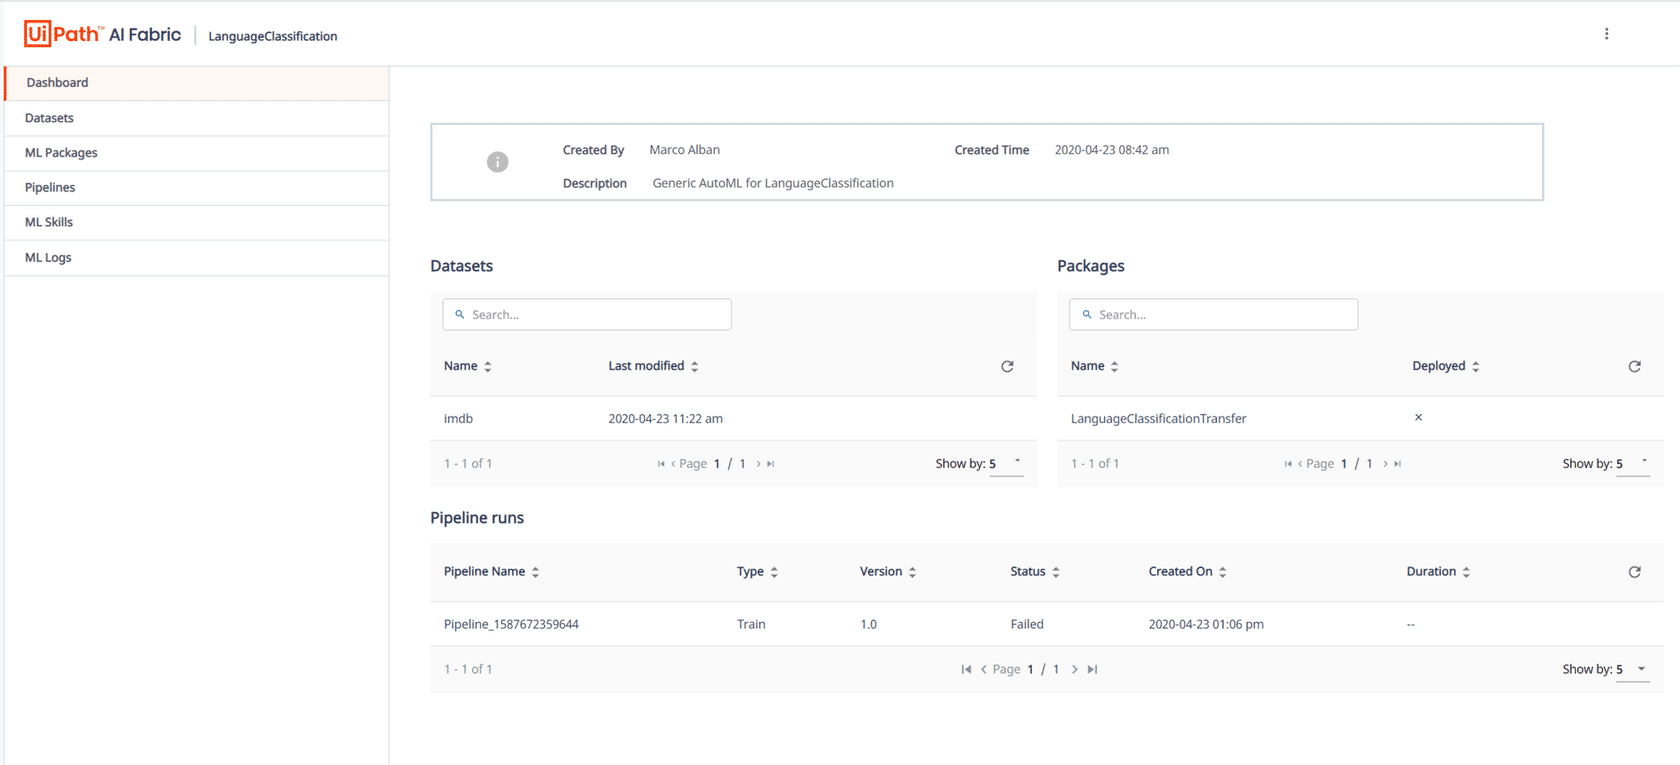 UiPath™ AI Fabric LanguageClassification
Dashboard
Datasets
ML Packages
Pipelines
ML Skills
ML Logs
Created By Marco Alban Created Time 2020-04-23 08:42 am
Description Generic AutoML for LanguageClassification
Datasets
Search...
Name Last modified
imdb 2020-04-23 11:22 am
1 - 1 of 1 Page 1 / 1 Show by: 5
Packages
Search...
Name Deployed
LanguageClassificationTransfer
1 - 1 of 1 Page 1 / 1 Show by: 5
Pipeline runs
Pipeline Name Type Version Status Created On Duration
Pipeline_1587672359644 Train 1.0 Failed 2020-04-23 01:06 pm --
1 - 1 of 1 Page 1 / 1 Show by: 5